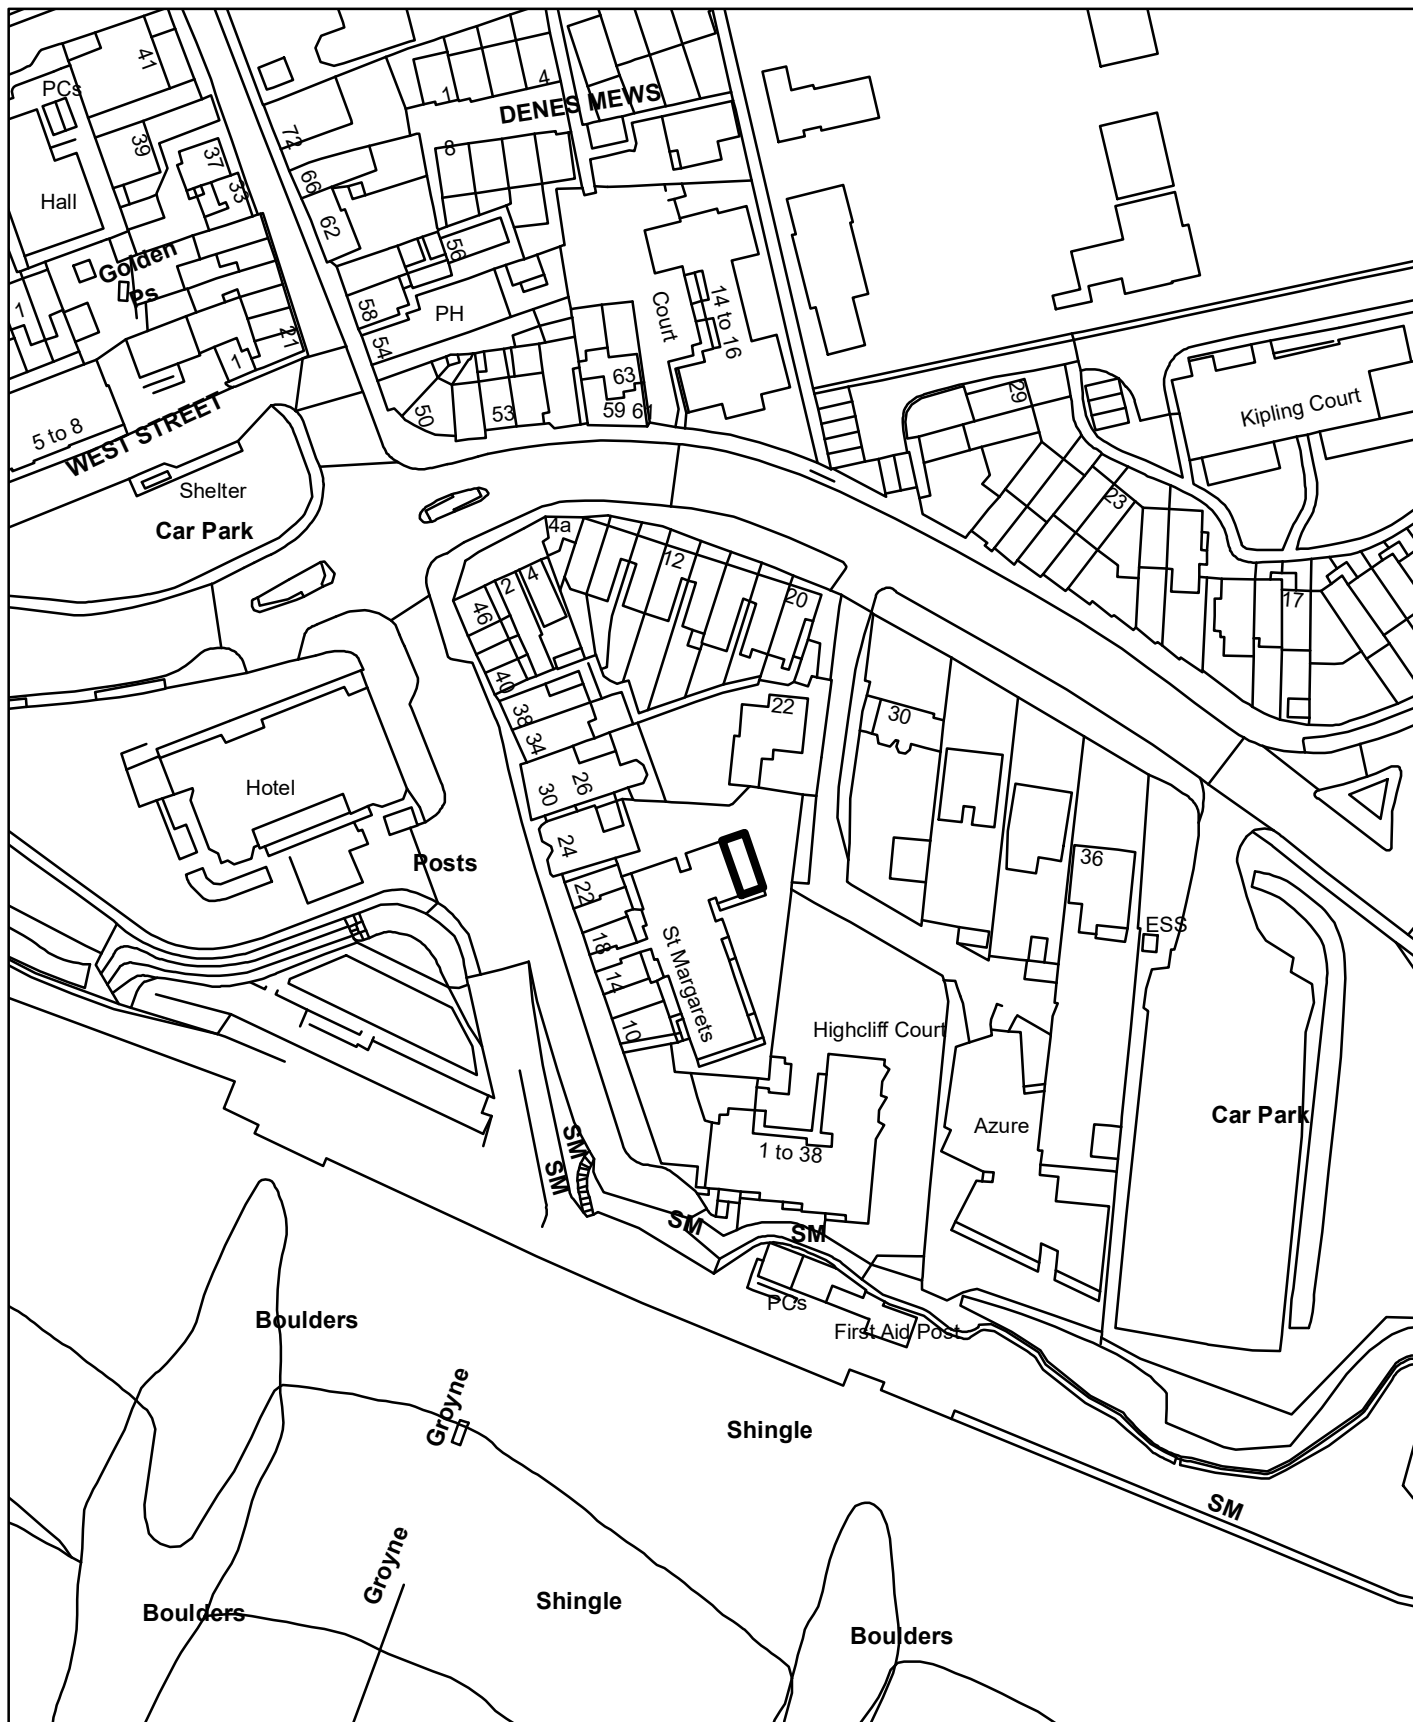 41
PCs
1
4
DENES MEWS
72
39
37
8
66
33
Hall
62
56
Golden
Ps
14 to 16
Court
1
58
PH
21
54
1
63
29
50
53
59 61
Kipling Court
5 to 8
WEST STREET
Shelter
23
Car Park
4a
12
2
4
46
20
17
40
38
22
30
34
26
30
Hotel
24
36
Posts
22
ESS
18
St Margarets
14
10
Highcliff Court
Azure
Car Park
SM
1 to 38
SM
SM
SM
PCs
Boulders
First Aid Post
Groyne
Shingle
SM
Groyne
Shingle
Boulders
Boulders